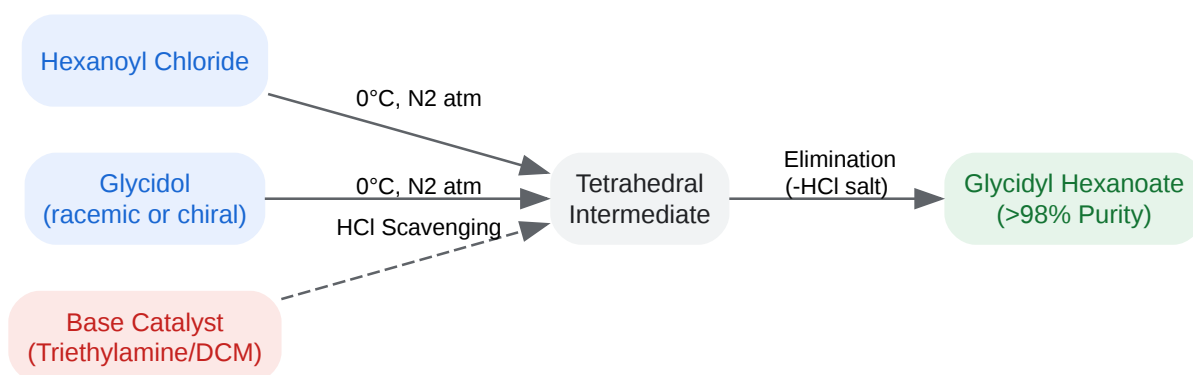 Hexanoyl Chloride
0°C, N2 atm
Glycidol
(racemic or chiral)
0°C, N2 atm
HCl Scavenging
Base Catalyst
(Triethylamine/DCM)
Tetrahedral
Intermediate
Elimination
(-HCl salt)
Glycidyl Hexanoate
(>98% Purity)